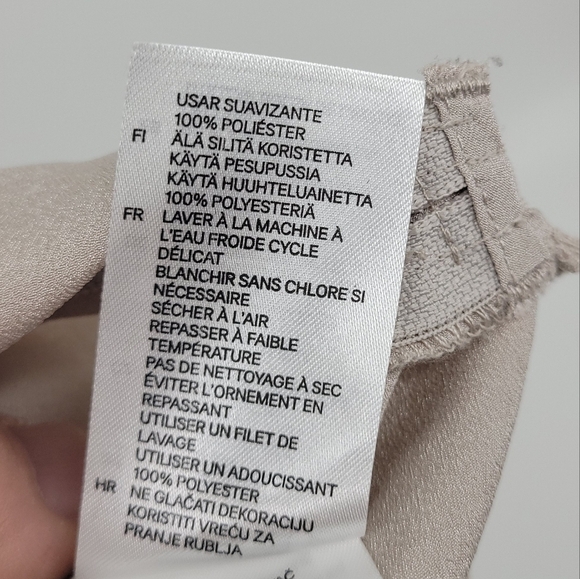 USAR SUAVIZANTE
100% POLIÉSTER
FI ÄLÄ SILITÄ KORISTETTA
KÄYTÄ PESUPUSSIA
KÄYTÄ HUUHTELUAINETTA
100% POLYESTERIÄ
FR LAVER À LA MACHINE À
L'EAU FROIDE CYCLE
DÉLICAT
BLANCHIR SANS CHLORE SI
NÉCESSAIRE
SÉCHER À L'AIR
REPASSER À FAIBLE
TEMPÉRATURE
PAS DE NETTOYAGE À SEC
ÉVITER L'ORNEMENT EN
REPASSANT
UTILISER UN FILET DE
LAVAGE
UTILISER UN ADOUCISSANT
100% POLYESTER
HR NE GLAČATI DEKORACIJU
KORISTITI VREĆU ZA
PRANJE RUBLJA